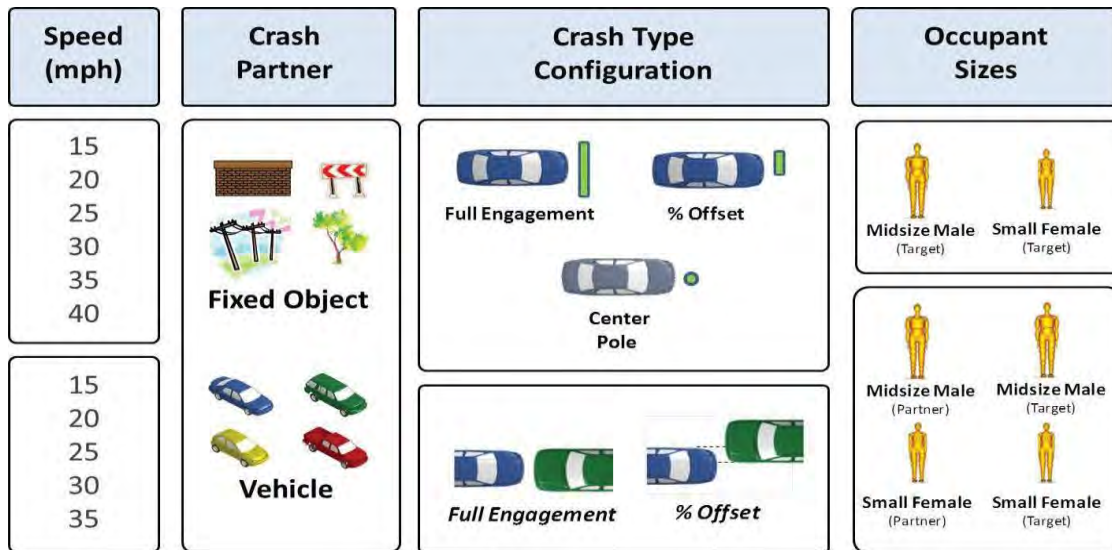 Speed
(mph)
Crash
Partner
Crash Type
Configuration
Occupant
Sizes
15
20
25
30
35
40
Fixed Object
Full Engagement
% Offset
Center
Pole
Midsize Male
(Target)
Small Female
(Target)
15
20
25
30
35
Vehicle
Full Engagement
% Offset
Midsize Male
(Partner)
Midsize Male
(Target)
Small Female
(Partner)
Small Female
(Target)